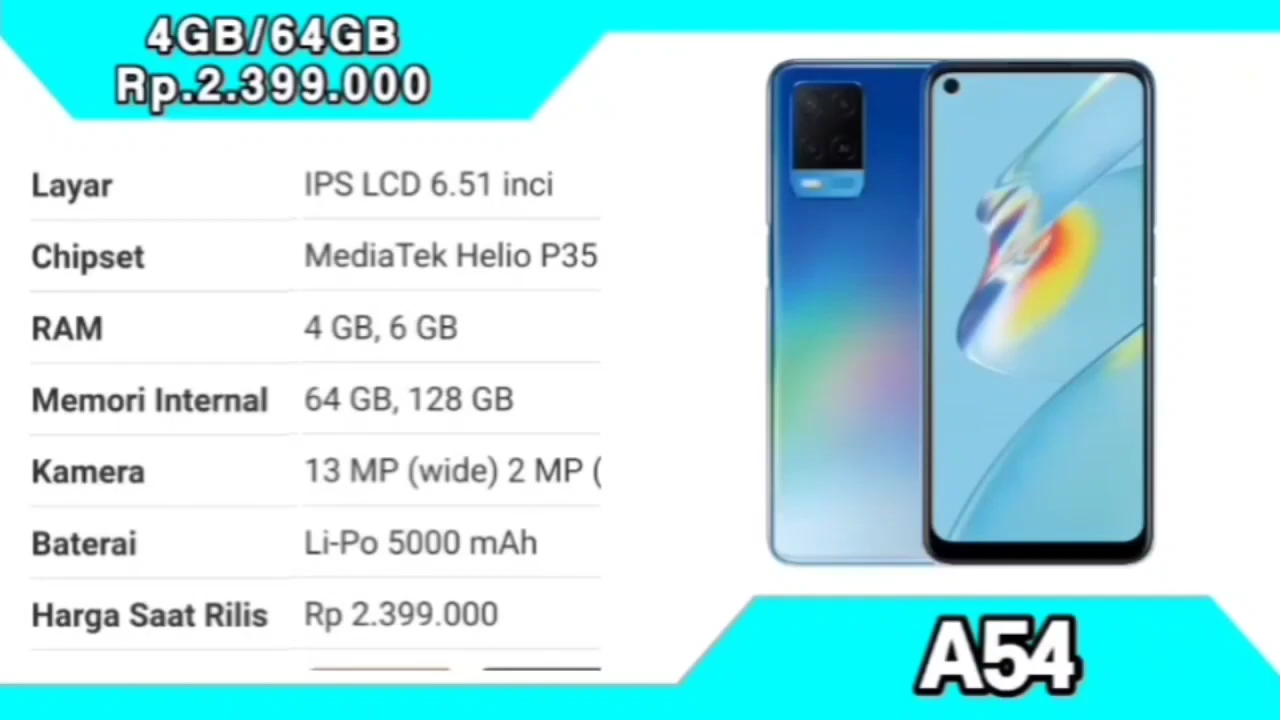 4GB/64GB
Rp.2.399.000
Layar IPS LCD 6.51 inci
Chipset MediaTek Helio P35
RAM 4 GB, 6 GB
Memori Internal 64 GB, 128 GB
Kamera 13 MP (wide) 2 MP (
Baterai Li-Po 5000 mAh
Harga Saat Rilis Rp 2.399.000
A54